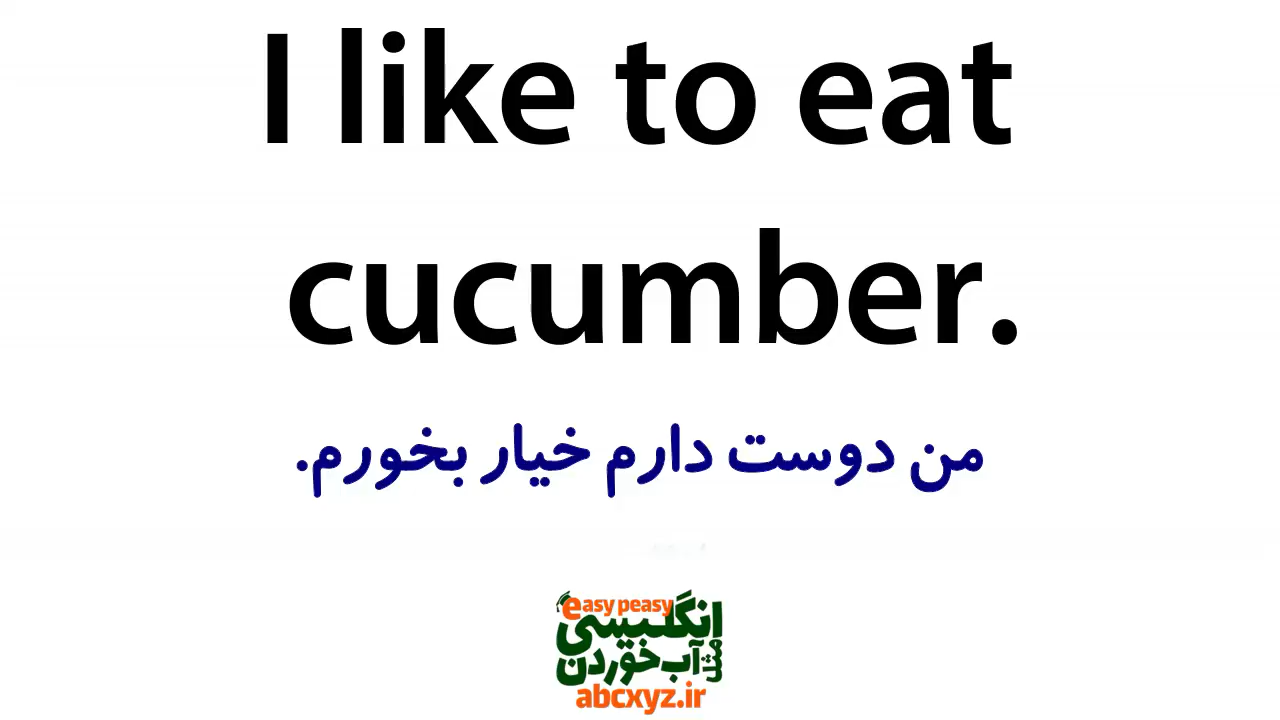 I like to eat
cucumber.
من دوست دارم خیار بخورم.
easy peasy
انگلیسی
مثل آب خوردن
abcxyz.ir